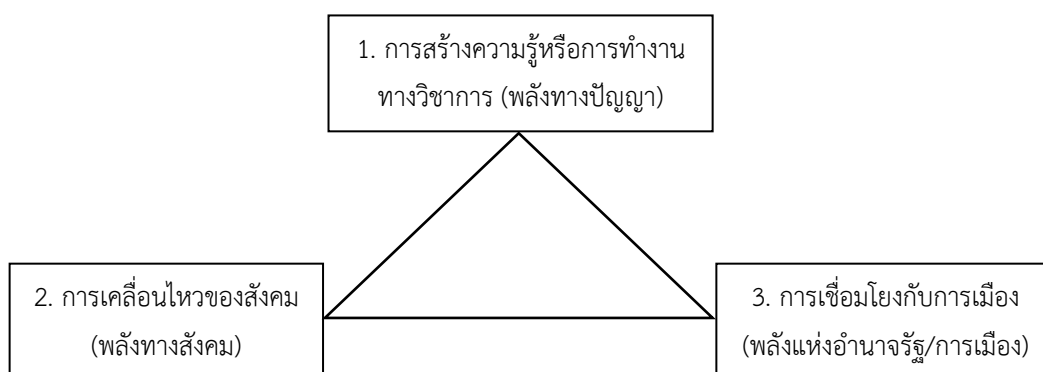 1. การสร้างความรู้หรือการทำงาน
ทางวิชาการ (พลังทางปัญญา)
2. การเคลื่อนไหวของสังคม
(พลังทางสังคม)
3. การเชื่อมโยงกับการเมือง
(พลังแห่งอำนาจรัฐ/การเมือง)